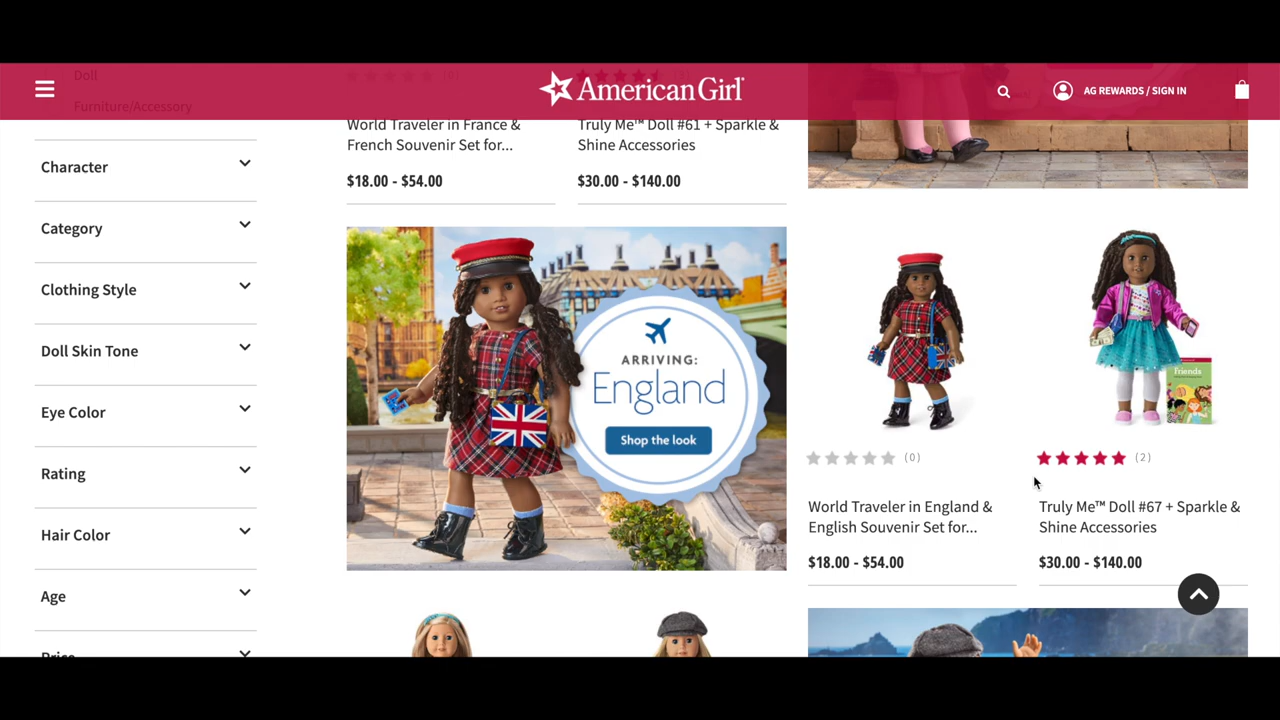 Doll
Furniture/Accessory
American Girl
AG REWARDS / SIGN IN
Character
Category
Clothing Style
Doll Skin Tone
Eye Color
Rating
Hair Color
Age
Price
World Traveler in France &
French Souvenir Set for...
$18.00 - $54.00
Truly Me™ Doll #61 + Sparkle &
Shine Accessories
$30.00 - $140.00
ARRIVING:
England
Shop the look
(0)
World Traveler in England &
English Souvenir Set for...
$18.00 - $54.00
Friends
(2)
Truly Me™ Doll #67 + Sparkle &
Shine Accessories
$30.00 - $140.00